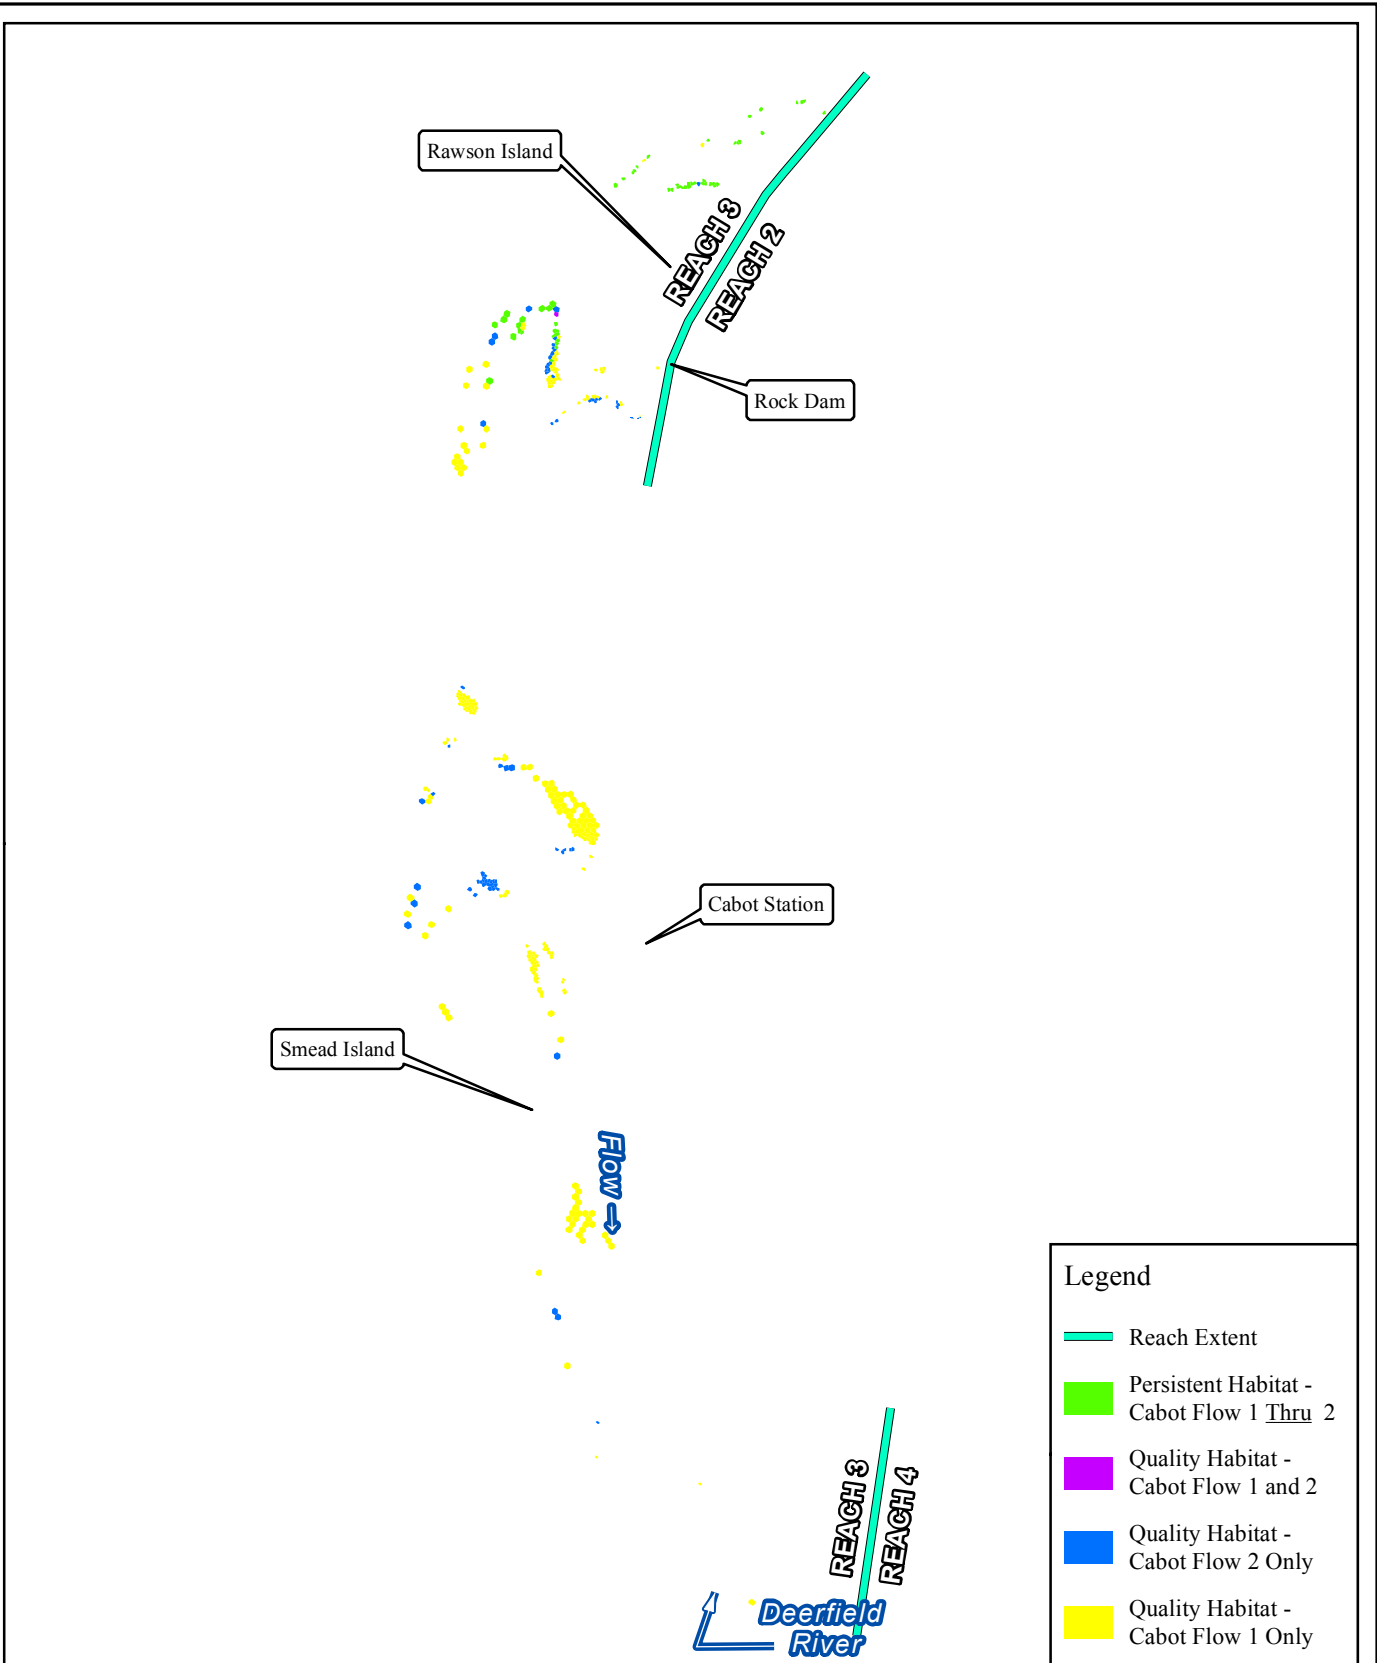 Rawson Island
REACH 3
REACH 2
Rock Dam
Cabot Station
Smead Island
Flow
Legend
Reach Extent
Persistent Habitat -
Cabot Flow 1 Thru 2
Quality Habitat -
Cabot Flow 1 and 2
Quality Habitat -
Cabot Flow 2 Only
Quality Habitat -
Cabot Flow 1 Only
REACH 3
REACH 4
Deerfield
River